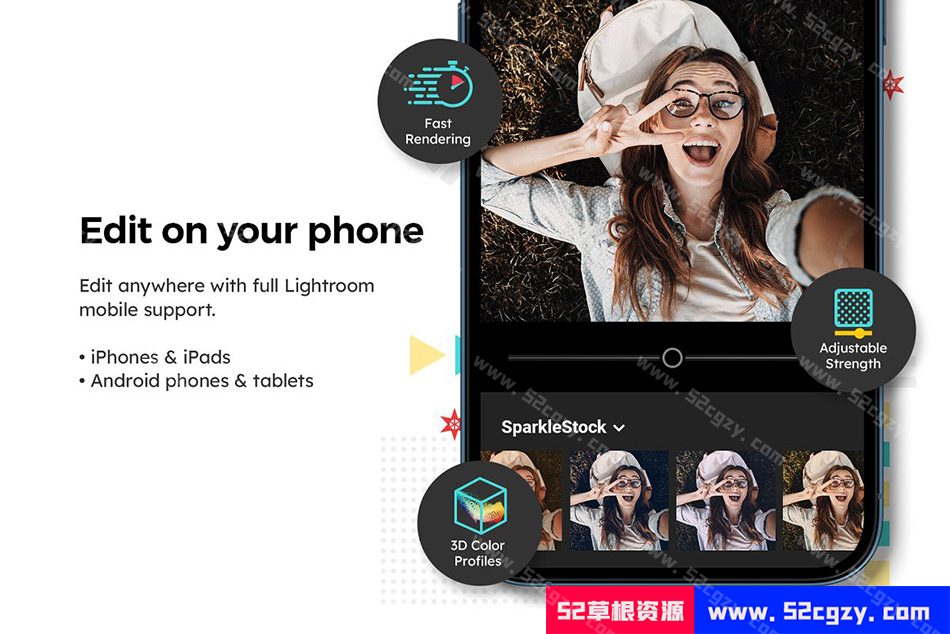 Fast
Rendering
Edit on your phone
Edit anywhere with full Lightroom
mobile support.
• iPhones & iPads
• Android phones & tablets
Adjustable
Strength
SparkleStock
3D Color
Profiles
52草根资源
www.52cgzy.com